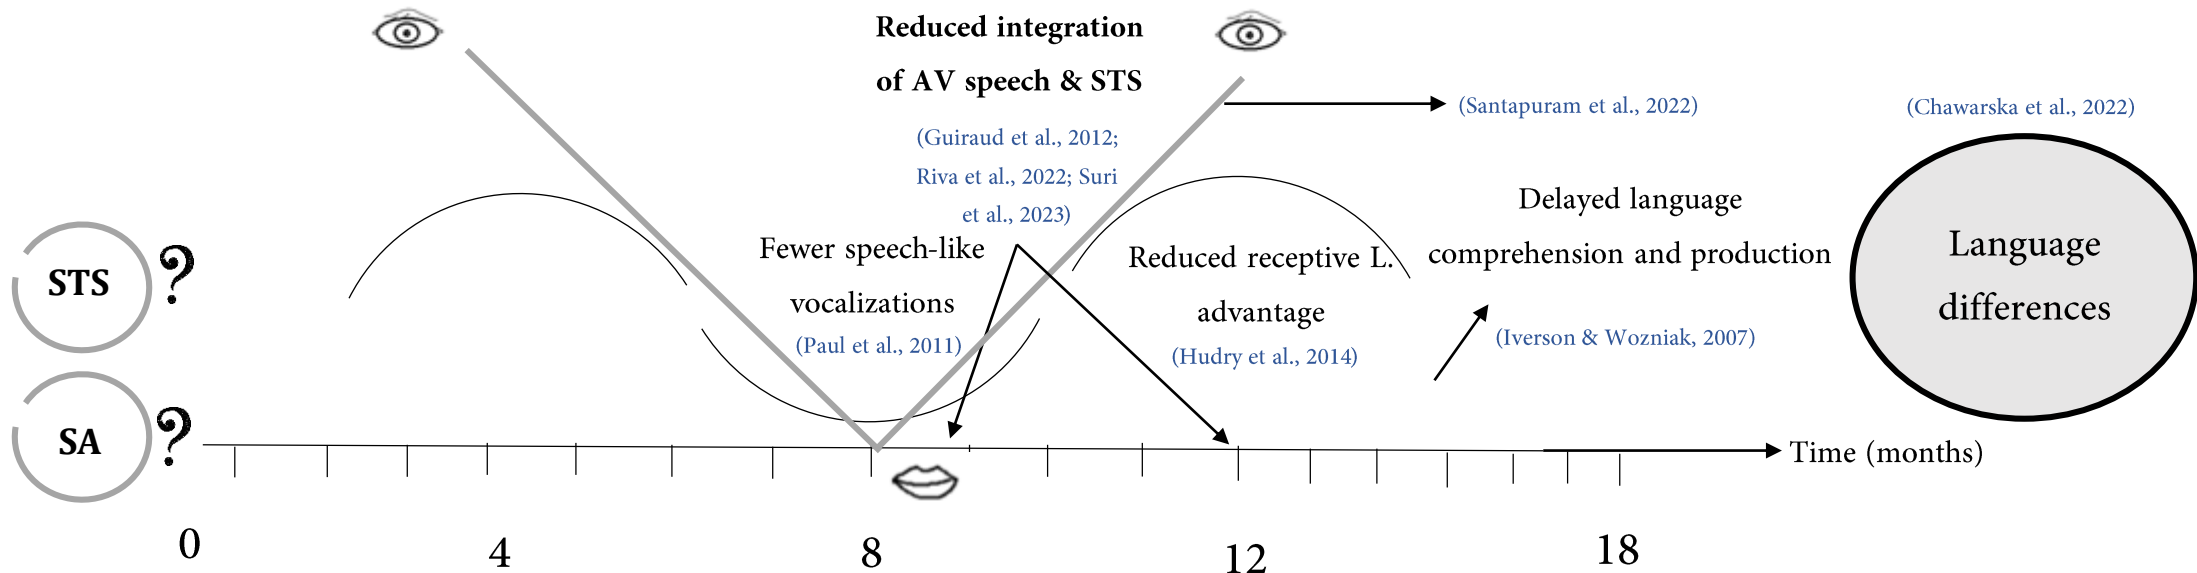 Reduced integration
of AV speech & STS
(Guiraud et al., 2012;
Riva et al., 2022; Suri
et al., 2023)
(Santapuram et al., 2022)
(Chawarska et al., 2022)
STS
?
Fewer speech-like
vocalizations
(Paul et al., 2011)
Reduced receptive L.
advantage
(Hudry et al., 2014)
Delayed language
comprehension and production
(Iverson & Wozniak, 2007)
Language
differences
SA
?
Time (months)
0
4
8
12
18